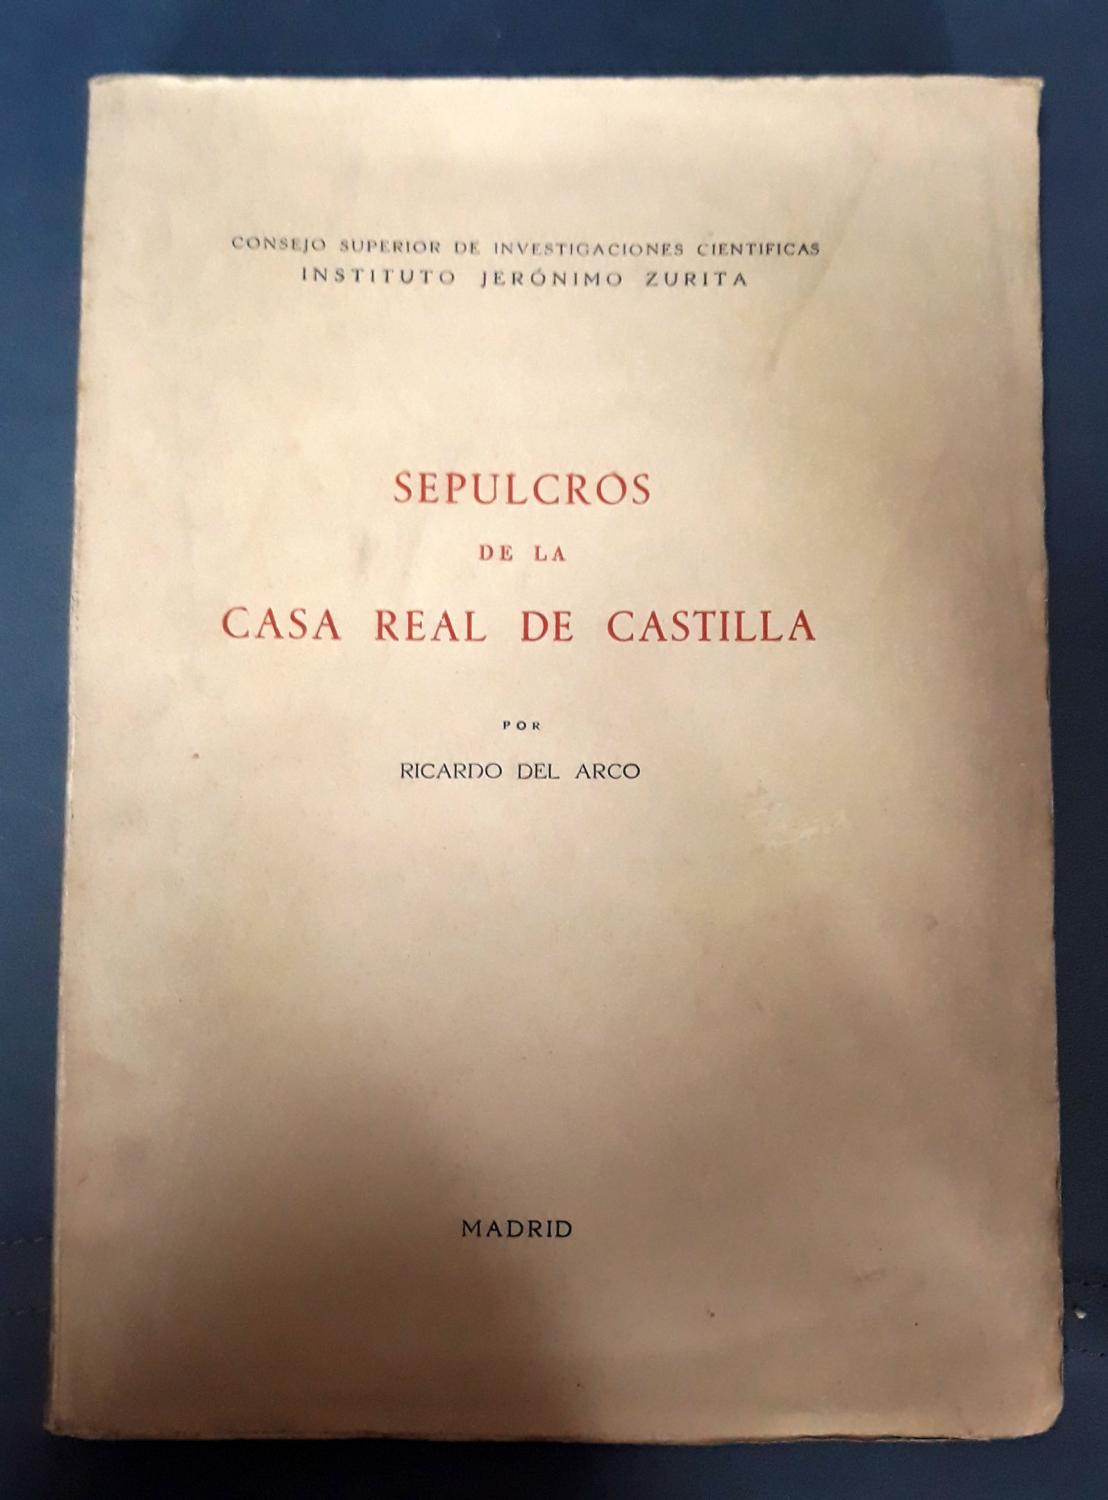 CONSEJO SUPERIOR DE INVESTIGACIONES CIENTIFICAS
INSTITUTO JERÓNIMO ZURITA
SEPULCROS
DE LA
CASA REAL DE CASTILLA
POR
RICARDO DEL ARCO
MADRID